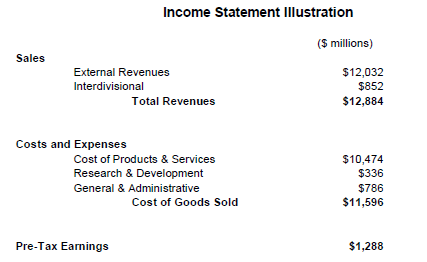 Income Statement Illustration
($ millions)
Sales
External Revenues $12,032
Interdivisional $852
Total Revenues $12,884
Costs and Expenses
Cost of Products & Services $10,474
Research & Development $336
General & Administrative $786
Cost of Goods Sold $11,596
Pre-Tax Earnings $1,288